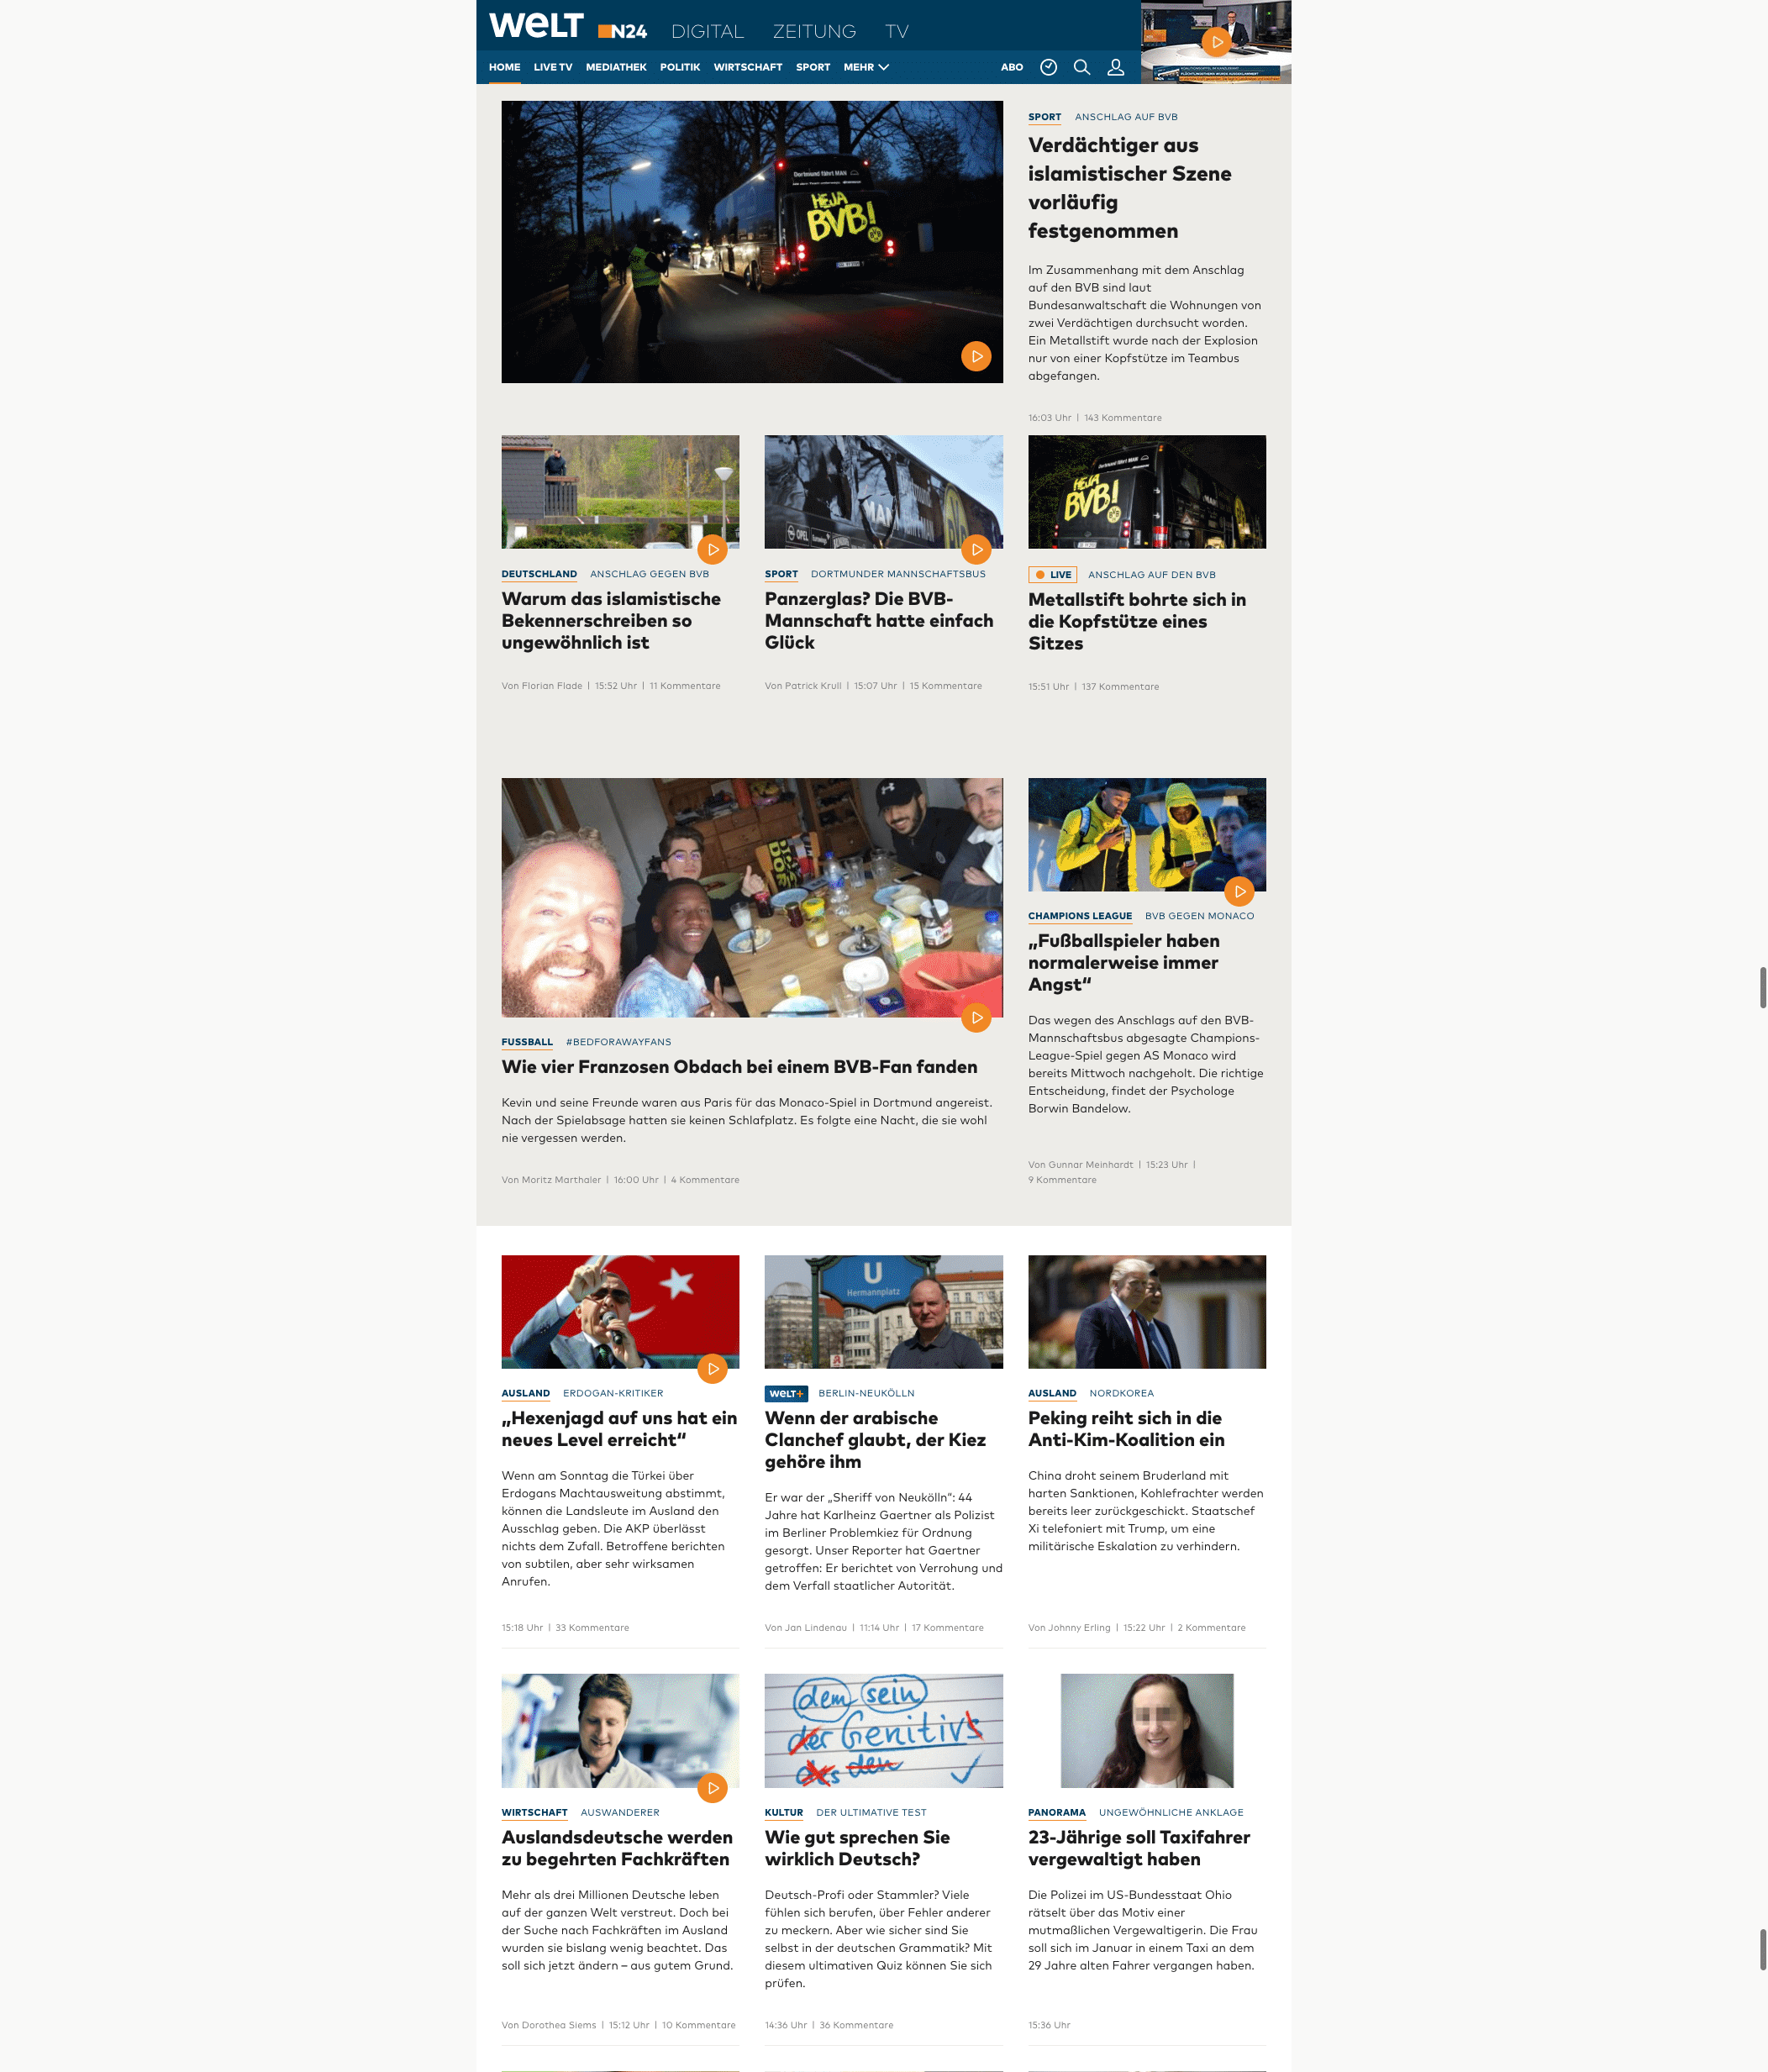 WELT N24 DIGITAL ZEITUNG TV
HOME LIVE TV MEDIATHEK POLITIK WIRTSCHAFT SPORT MEHR ABO
Dortmund fährt MAN
HEJA
BVB!
SPORT ANSCHLAG AUF BVB
Verdächtiger aus
islamistischer Szene
vorläufig
festgenommen
Im Zusammenhang mit dem Anschlag
auf den BVB sind laut
Bundesanwaltschaft die Wohnungen von
zwei Verdächtigen durchsucht worden.
Ein Metallstift wurde nach der Explosion
nur von einer Kopfstütze im Teambus
abgefangen.
16:03 Uhr | 143 Kommentare
DEUTSCHLAND ANSCHLAG GEGEN BVB
Warum das islamistische
Bekennerschreiben so
ungewöhnlich ist
Von Florian Flade | 15:52 Uhr | 11 Kommentare
MAN
OPEL
SPORT DORTMUNDER MANNSCHAFTSBUS
Panzerglas? Die BVB-
Mannschaft hatte einfach
Glück
Von Patrick Krull | 15:07 Uhr | 15 Kommentare
Dortmund fährt MAN
HEJA
BVB!
LIVE ANSCHLAG AUF DEN BVB
Metallstift bohrte sich in
die Kopfstütze eines
Sitzes
15:51 Uhr | 137 Kommentare
FUSSBALL #BEDFORAWAYFANS
Wie vier Franzosen Obdach bei einem BVB-Fan fanden
Kevin und seine Freunde waren aus Paris für das Monaco-Spiel in Dortmund angereist.
Nach der Spielabsage hatten sie keinen Schlafplatz. Es folgte eine Nacht, die sie wohl
nie vergessen werden.
Von Moritz Marthaler | 16:00 Uhr | 4 Kommentare
CHAMPIONS LEAGUE BVB GEGEN MONACO
„Fußballspieler haben
normalerweise immer
Angst“
Das wegen des Anschlags auf den BVB-
Mannschaftsbus abgesagte Champions-
League-Spiel gegen AS Monaco wird
bereits Mittwoch nachgeholt. Die richtige
Entscheidung, findet der Psychologe
Borwin Bandelow.
Von Gunnar Meinhardt | 15:23 Uhr |
9 Kommentare
AUSLAND ERDOGAN-KRITIKER
„Hexenjagd auf uns hat ein
neues Level erreicht“
Wenn am Sonntag die Türkei über
Erdogans Machtausweitung abstimmt,
können die Landsleute im Ausland den
Ausschlag geben. Die AKP überlässt
nichts dem Zufall. Betroffene berichten
von subtilen, aber sehr wirksamen
Anrufen.
15:18 Uhr | 33 Kommentare
U
Hermannplatz
WELT+ BERLIN-NEUKÖLLN
Wenn der arabische
Clanchef glaubt, der Kiez
gehöre ihm
Er war der „Sheriff von Neukölln“: 44
Jahre hat Karlheinz Gaertner als Polizist
im Berliner Problemkiez für Ordnung
gesorgt. Unser Reporter hat Gaertner
getroffen: Er berichtet von Verrohung und
dem Verfall staatlicher Autorität.
Von Jan Lindenau | 11:14 Uhr | 17 Kommentare
AUSLAND NORDKOREA
Peking reiht sich in die
Anti-Kim-Koalition ein
China droht seinem Bruderland mit
harten Sanktionen, Kohlefrachter werden
bereits leer zurückgeschickt. Staatschef
Xi telefoniert mit Trump, um eine
militärische Eskalation zu verhindern.
Von Johnny Erling | 15:22 Uhr | 2 Kommentare
WIRTSCHAFT AUSWANDERER
Auslandsdeutsche werden
zu begehrten Fachkräften
Mehr als drei Millionen Deutsche leben
auf der ganzen Welt verstreut. Doch bei
der Suche nach Fachkräften im Ausland
wurden sie bislang wenig beachtet. Das
soll sich jetzt ändern – aus gutem Grund.
Von Dorothea Siems | 15:12 Uhr | 10 Kommentare
dem sein
der Genitiv's
des den
KULTUR DER ULTIMATIVE TEST
Wie gut sprechen Sie
wirklich Deutsch?
Deutsch-Profi oder Stammler? Viele
fühlen sich berufen, über Fehler anderer
zu meckern. Aber wie sicher sind Sie
selbst in der deutschen Grammatik? Mit
diesem ultimativen Quiz können Sie sich
prüfen.
14:36 Uhr | 36 Kommentare
PANORAMA UNGEWÖHNLICHE ANKLAGE
23-Jährige soll Taxifahrer
vergewaltigt haben
Die Polizei im US-Bundesstaat Ohio
rätselt über das Motiv einer
mutmaßlichen Vergewaltigerin. Die Frau
soll sich im Januar in einem Taxi an dem
29 Jahre alten Fahrer vergangen haben.
15:36 Uhr